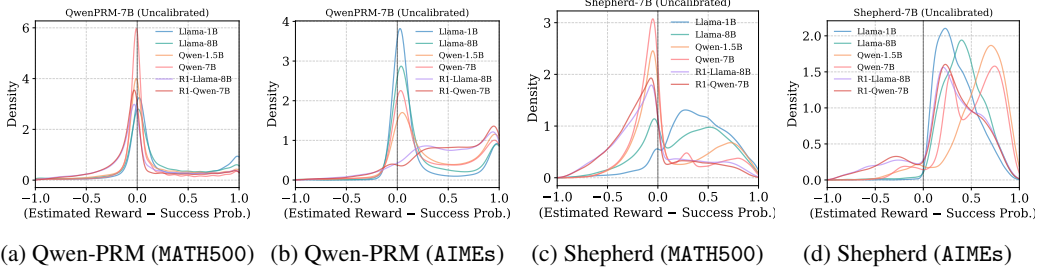 QwenPRM-7B (Uncalibrated)
Density
6
4
2
0
Llama-1B
Llama-8B
Qwen-1.5B
Qwen-7B
R1-Llama-8B
R1-Qwen-7B
−1.0 −0.5 0.0 0.5 1.0
(Estimated Reward − Success Prob.)
(a) Qwen-PRM (MATH500)
QwenPRM-7B (Uncalibrated)
Density
4
3
2
1
0
Llama-1B
Llama-8B
Qwen-1.5B
Qwen-7B
R1-Llama-8B
R1-Qwen-7B
−1.0 −0.5 0.0 0.5 1.0
(Estimated Reward − Success Prob.)
(b) Qwen-PRM (AIMEs)
Shepherd-7B (Uncalibrated)
Density
3
2
1
0
Llama-1B
Llama-8B
Qwen-1.5B
Qwen-7B
R1-Llama-8B
R1-Qwen-7B
−1.0 −0.5 0.0 0.5 1.0
(Estimated Reward − Success Prob.)
(c) Shepherd (MATH500)
Shepherd-7B (Uncalibrated)
Density
2.0
1.5
1.0
0.5
0.0
Llama-1B
Llama-8B
Qwen-1.5B
Qwen-7B
R1-Llama-8B
R1-Qwen-7B
−1.0 −0.5 0.0 0.5 1.0
(Estimated Reward − Success Prob.)
(d) Shepherd (AIMEs)